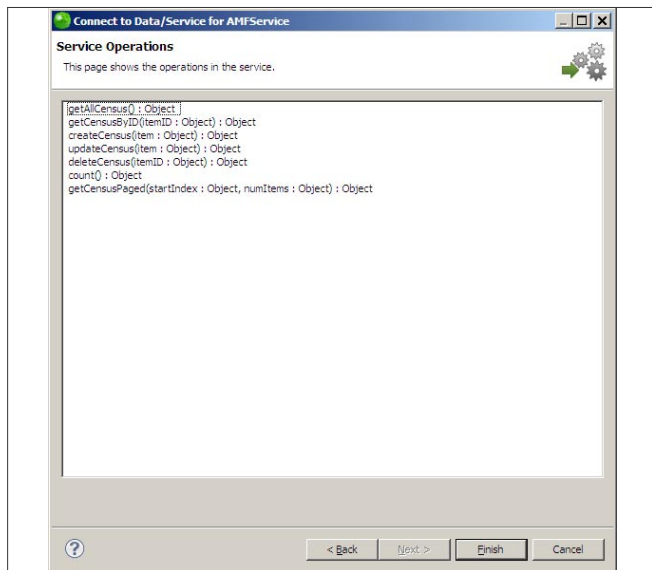 Connect to Data/Service for AMFService
Service Operations
This page shows the operations in the service.
getAllCensus() : Object
getCensusByID(itemID : Object) : Object
createCensus(item : Object) : Object
updateCensus(item : Object) : Object
deleteCensus(itemID : Object) : Object
count() : Object
getCensusPaged(startIndex : Object, numItems : Object) : Object
? < Back Next > Finish Cancel